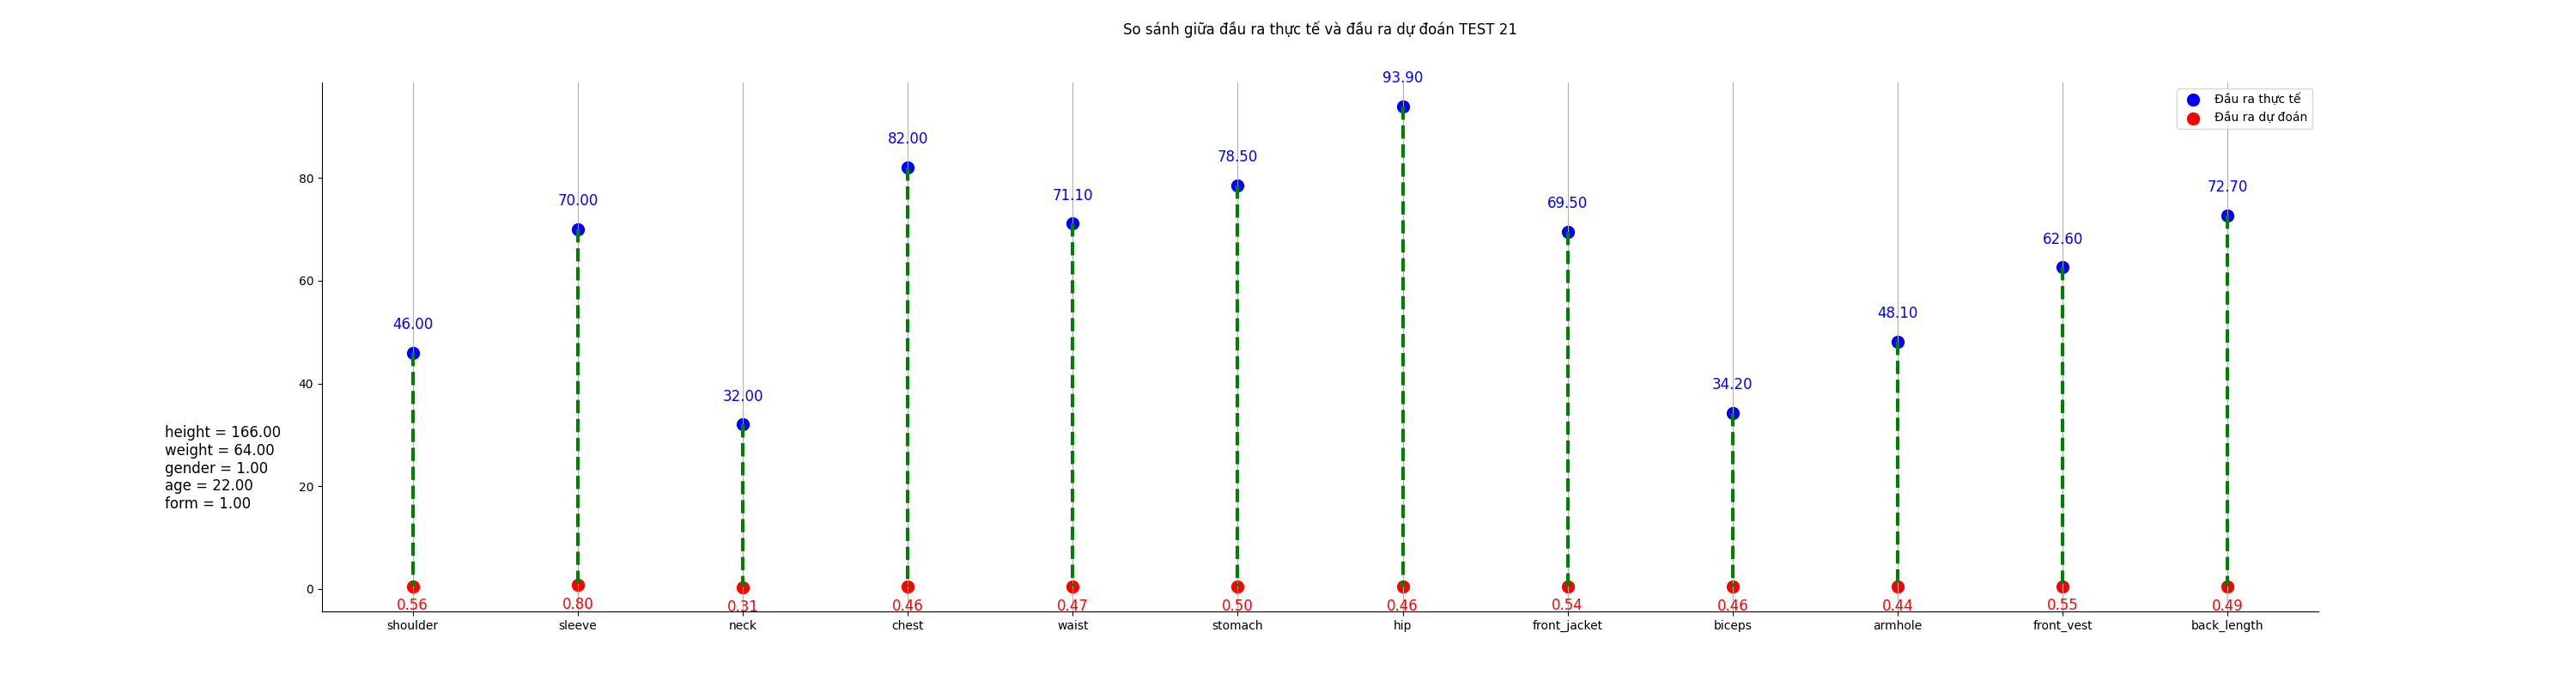 So sánh giữa đầu ra thực tế và đầu ra dự đoán TEST 21
93.90
Đầu ra thực tế
Đầu ra dự đoán
82.00
78.50
80
72.70
71.10
70.00
69.50
62.60
60
46.00
48.10
40
34.20
32.00
height = 166.00
weight = 64.00
gender = 1.00
age = 22.00
form = 1.00
20
0
0.56 0.80 0.31 0.46 0.47 0.50 0.46 0.54 0.46 0.44 0.55 0.49
shoulder sleeve neck chest waist stomach hip front_jacket biceps armhole front_vest back_length